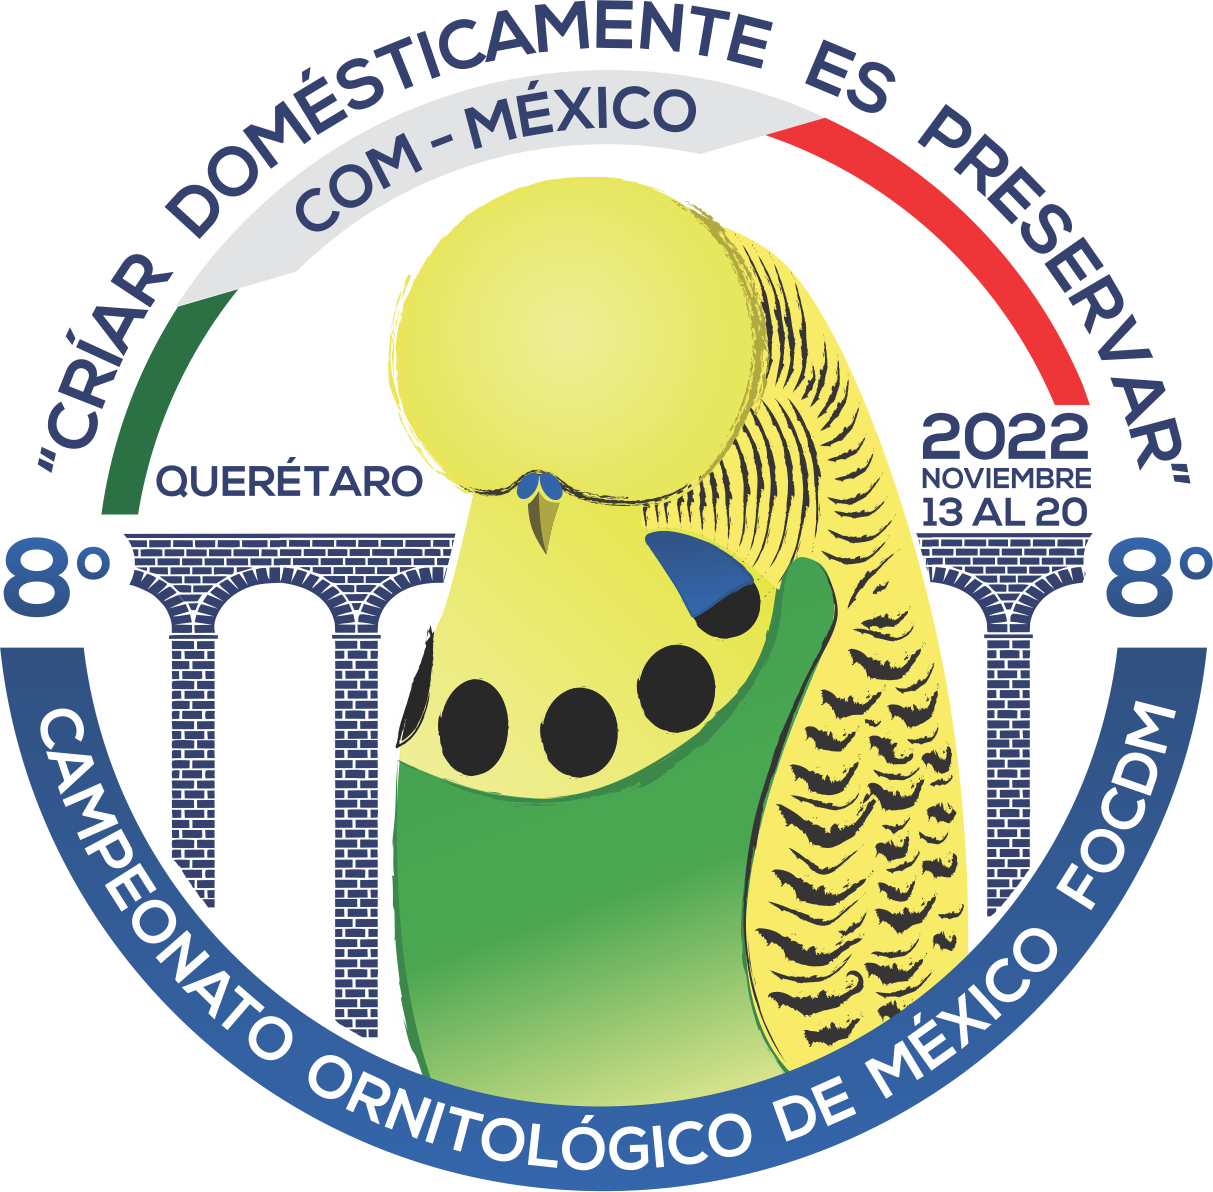 "CRÍAR DOMÉSTICAMENTE ES PRESERVAR"
COM - MÉXICO
QUERÉTARO
2022
NOVIEMBRE
13 AL 20
8°
8°
CAMPEONATO ORNITOLÓGICO DE MÉXICO FOCDM